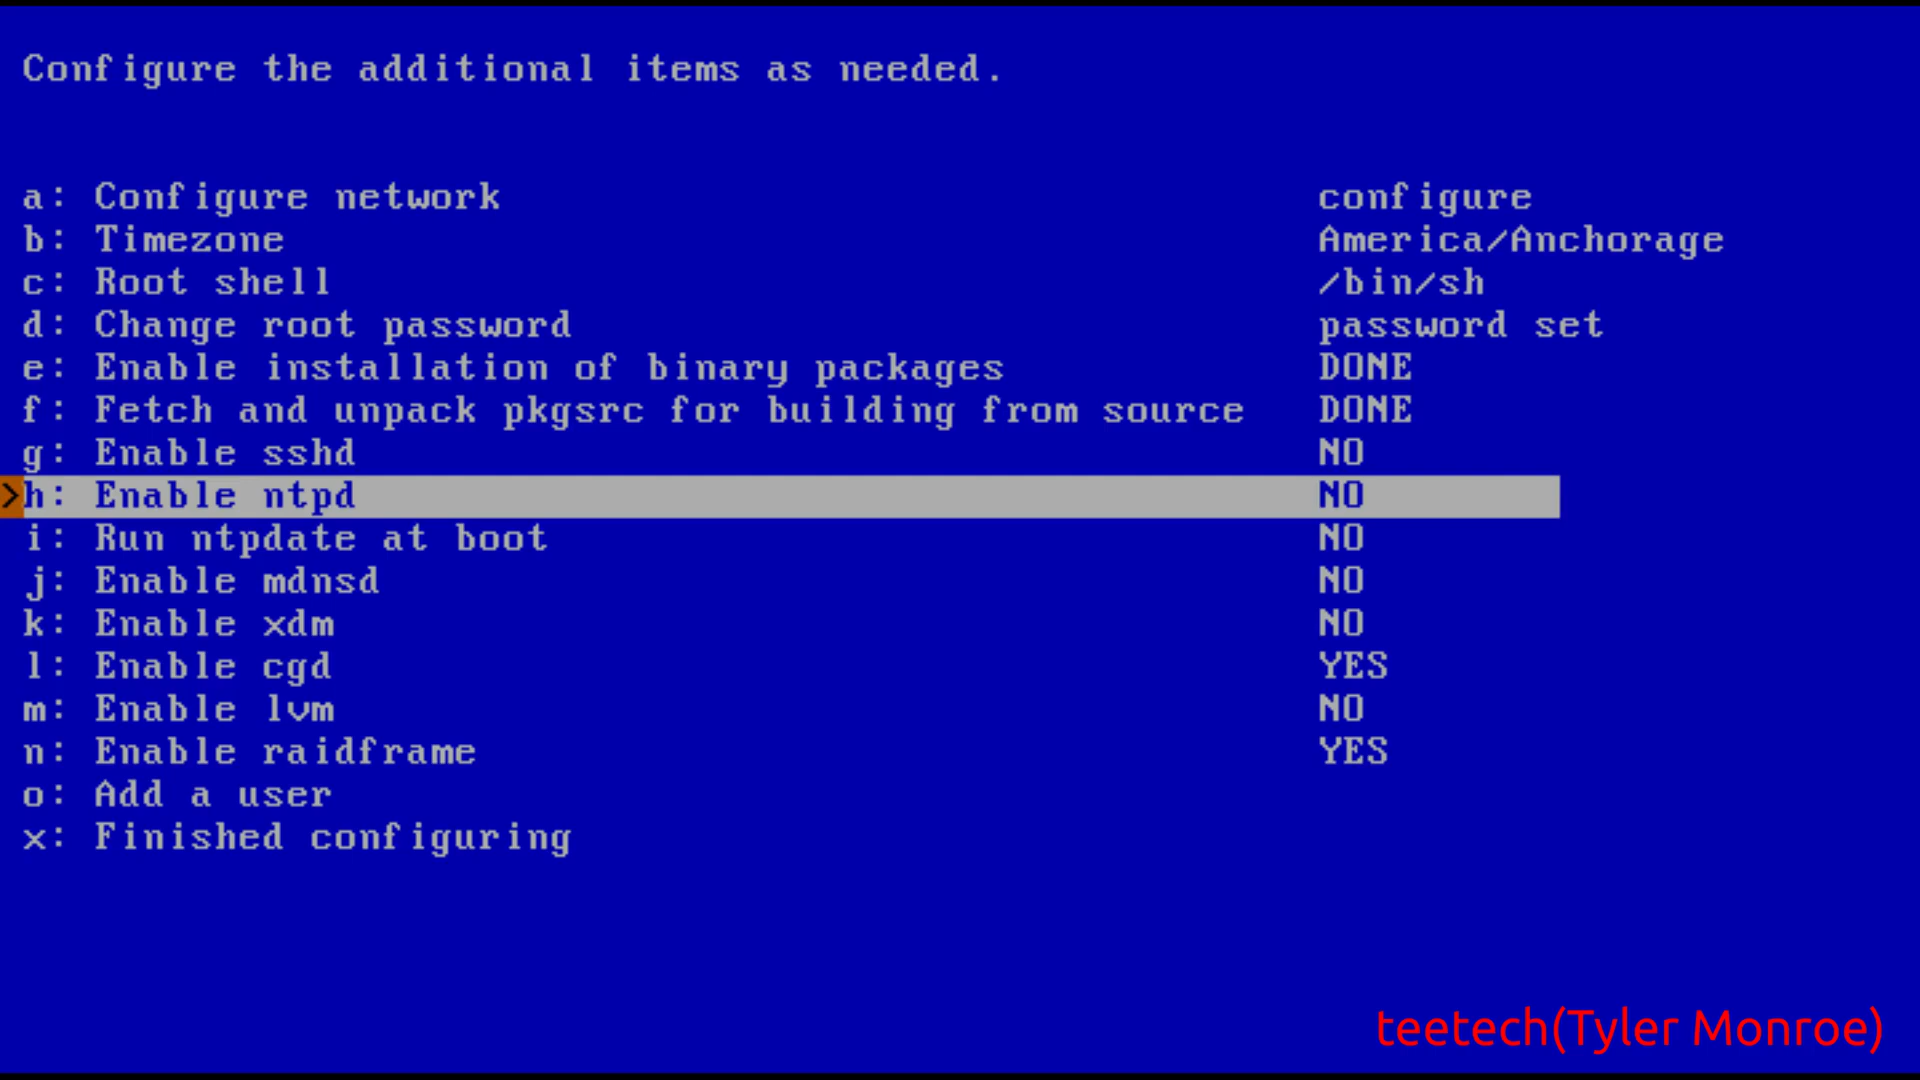 Configure the additional items as needed.
a: Configure network configure
b: Timezone America/Anchorage
c: Root shell /bin/sh
d: Change root password password set
e: Enable installation of binary packages DONE
f: Fetch and unpack pkgsrc for building from source DONE
g: Enable sshd NO
>h: Enable ntpd NO
i: Run ntpdate at boot NO
j: Enable mdnsd NO
k: Enable xdm NO
l: Enable cgd YES
m: Enable lvm NO
n: Enable raidframe YES
o: Add a user
x: Finished configuring
teetech(Tyler Monroe)